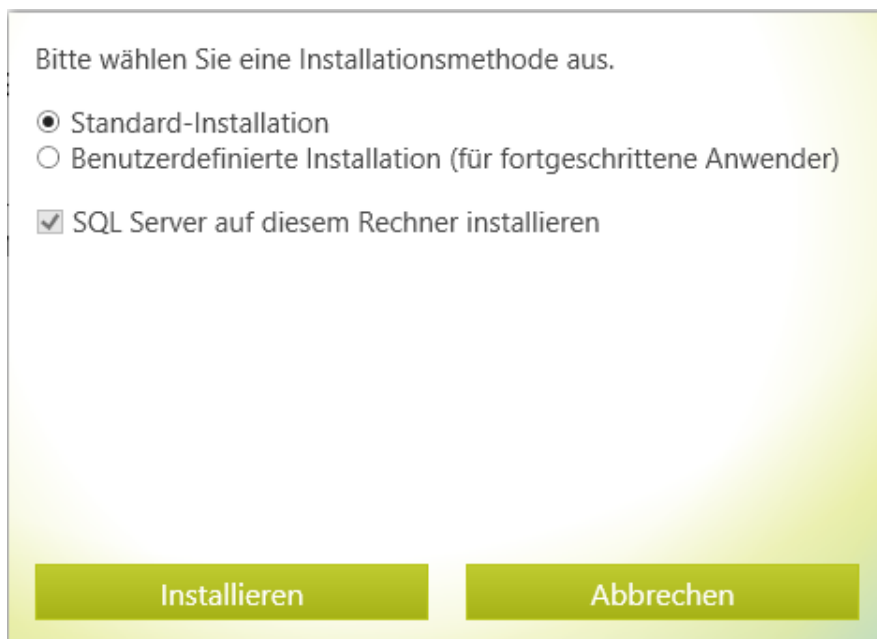 Bitte wählen Sie eine Installationsmethode aus.
Standard-Installation
Benutzerdefinierte Installation (für fortgeschrittene Anwender)
SQL Server auf diesem Rechner installieren
Installieren
Abbrechen